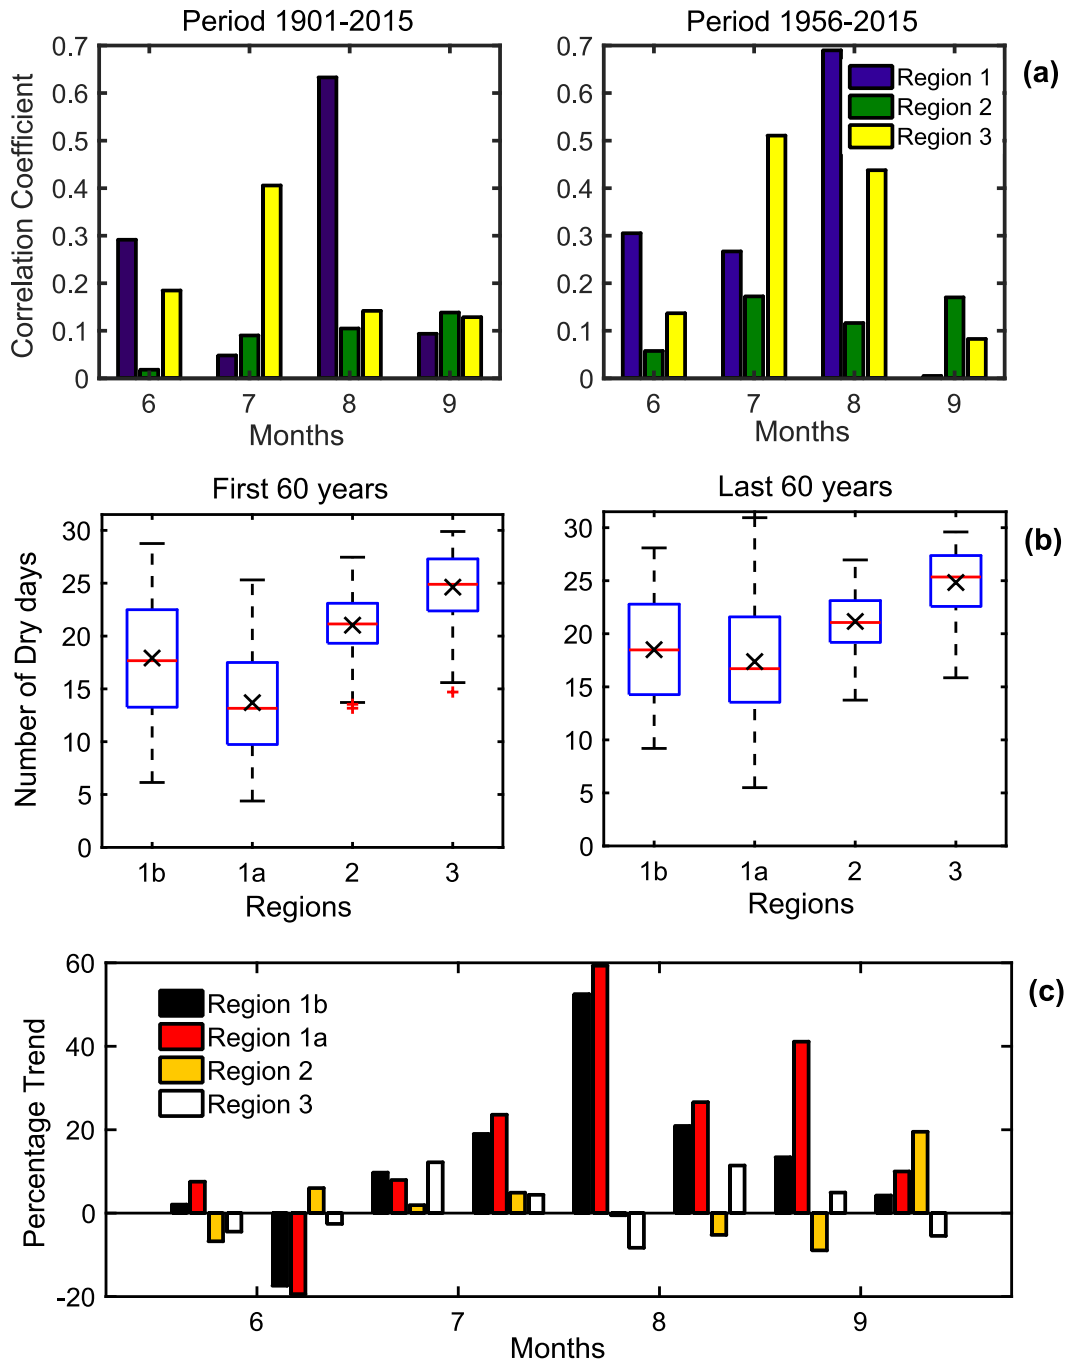 Period 1901-2015
Period 1956-2015
(a)
Correlation Coefficient
0.7
0.6
0.5
0.4
0.3
0.2
0.1
0
6 7 8 9
Months
0.7
0.6
0.5
0.4
0.3
0.2
0.1
0
Region 1
Region 2
Region 3
6 7 8 9
Months
First 60 years
Last 60 years
(b)
Number of Dry days
30
25
20
15
10
5
0
1b 1a 2 3
Regions
30
25
20
15
10
5
0
1b 1a 2 3
Regions
(c)
Percentage Trend
60
40
20
0
-20
Region 1b
Region 1a
Region 2
Region 3
6 7 8 9
Months